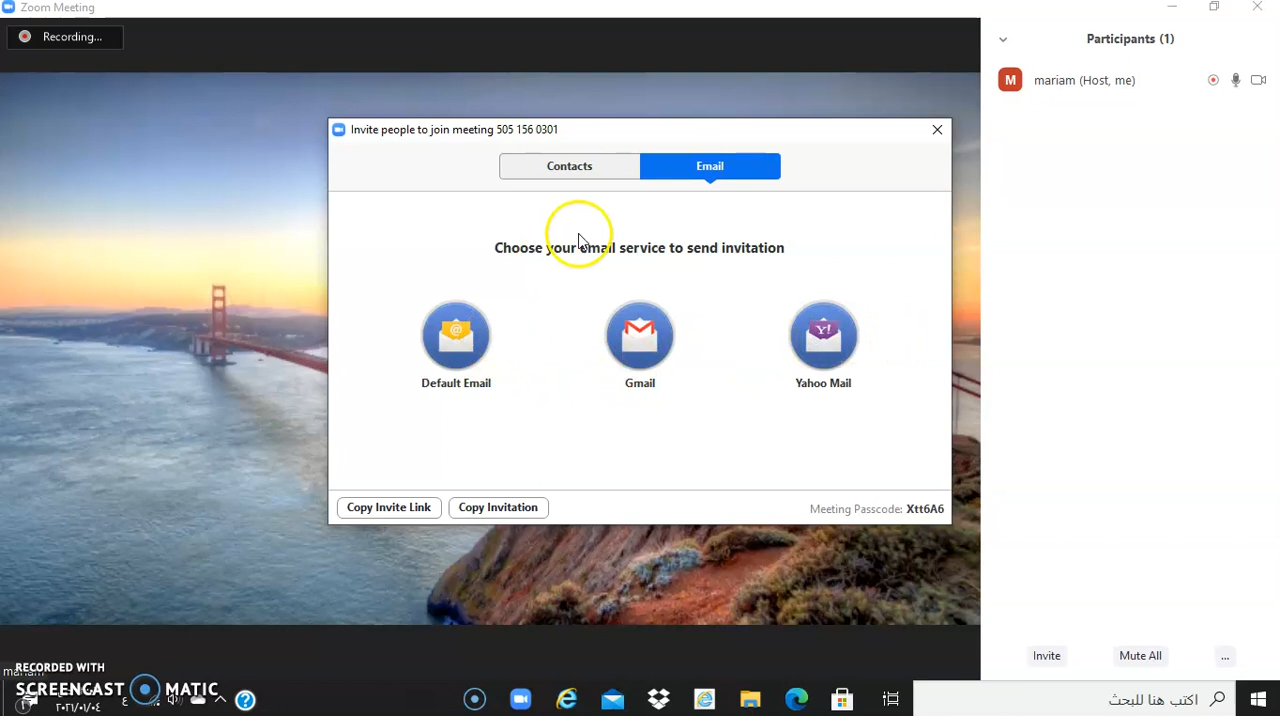 Zoom Meeting
Recording...
Participants (1)
M
mariam (Host, me)
Invite people to join meeting 505 156 0301
Contacts
Email
Choose your email service to send invitation
@
Y!
Default Email
Gmail
Yahoo Mail
Copy Invite Link
Copy Invitation
Meeting Passcode: Xtt6A6
Invite
Mute All
...
RECORDED WITH
SCREENCAST MATIC
اكتب هنا للبحث